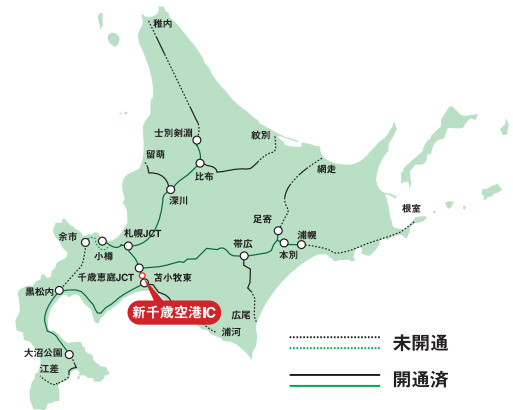 稚内
士別剣淵
紋別
留萌
比布
網走
深川
足寄
根室
余市
札幌JCT
浦幌
小樽
帯広
本別
千歳恵庭JCT
苫小牧東
黒松内
新千歳空港IC
広尾
浦河
大沼公園
江差
未開通
開通済